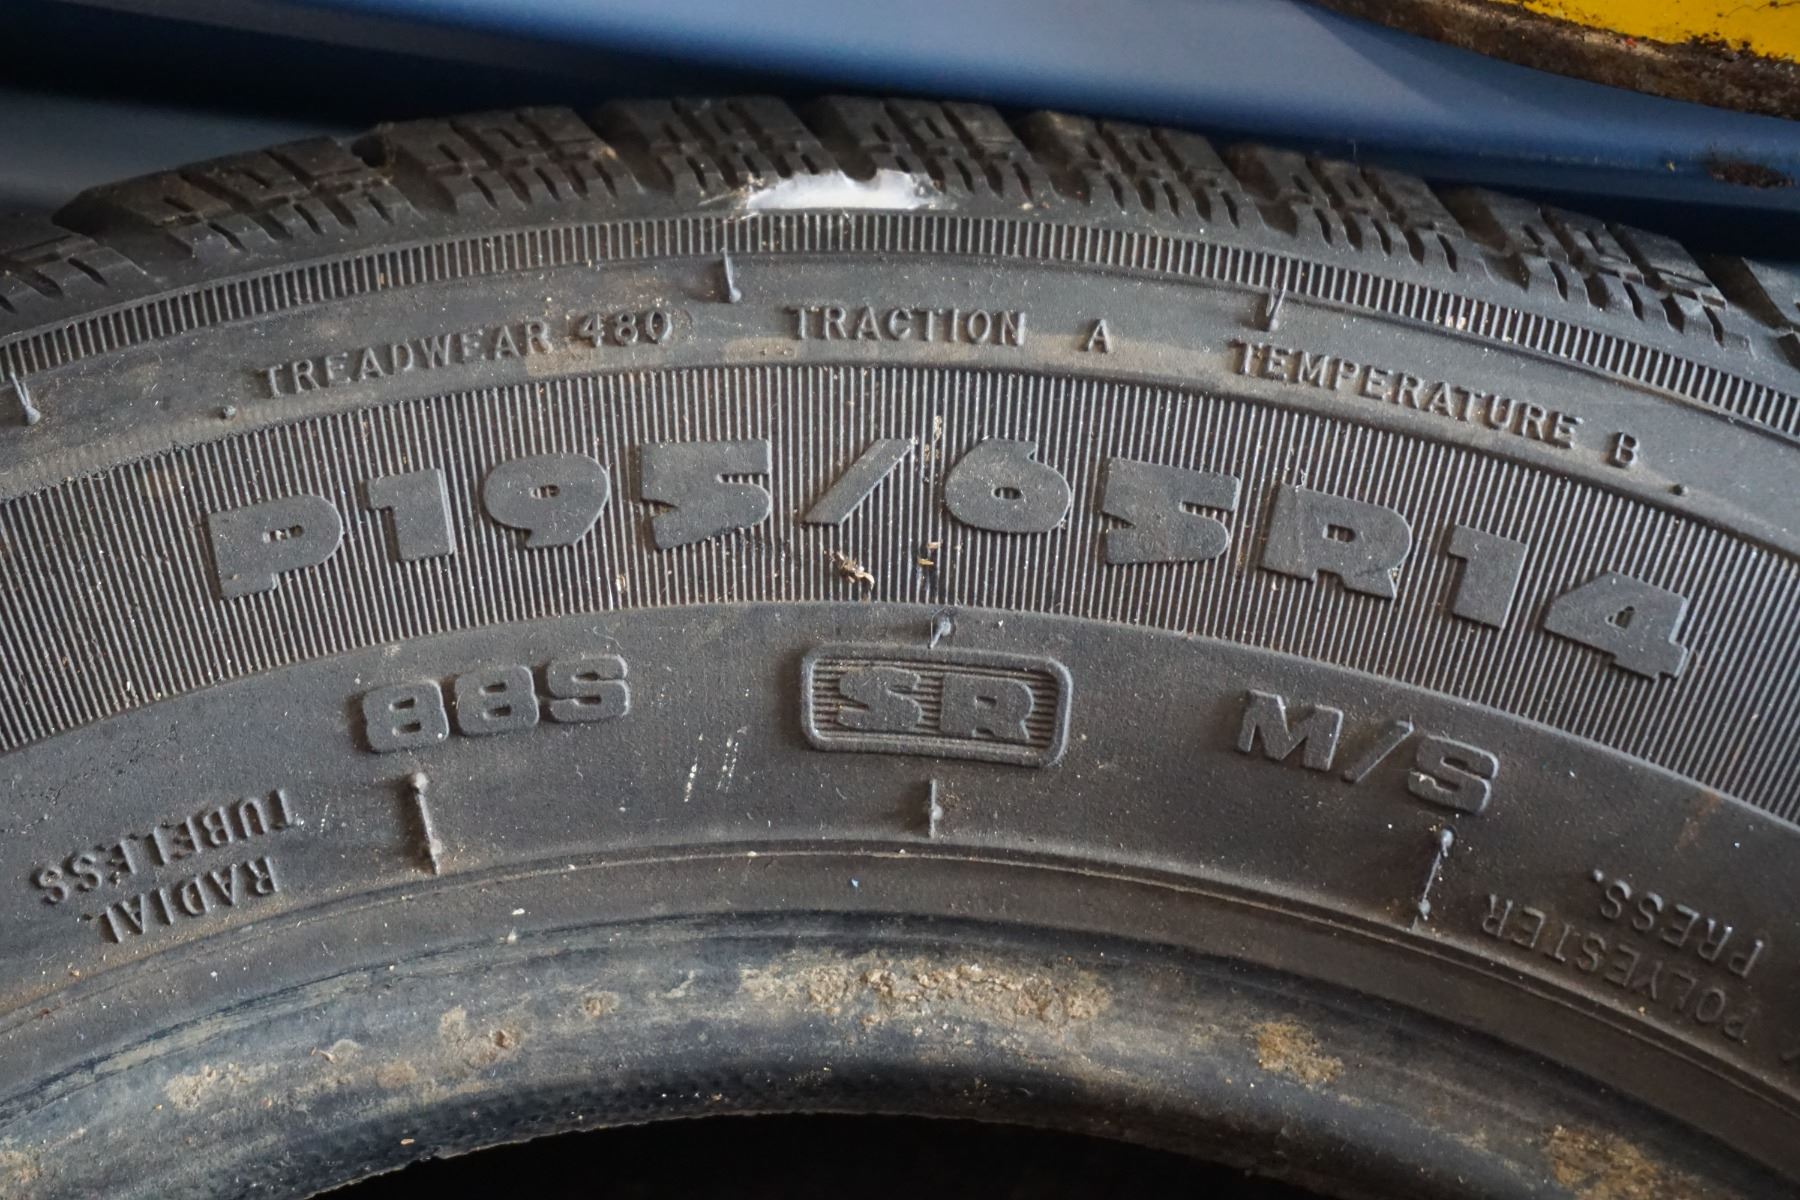 TREADWEAR 480 TRACTION A TEMPERATURE B
P195/65R14
88S SR M/S
RADIAL
TUBELESS
POLYESTER
PRESS.